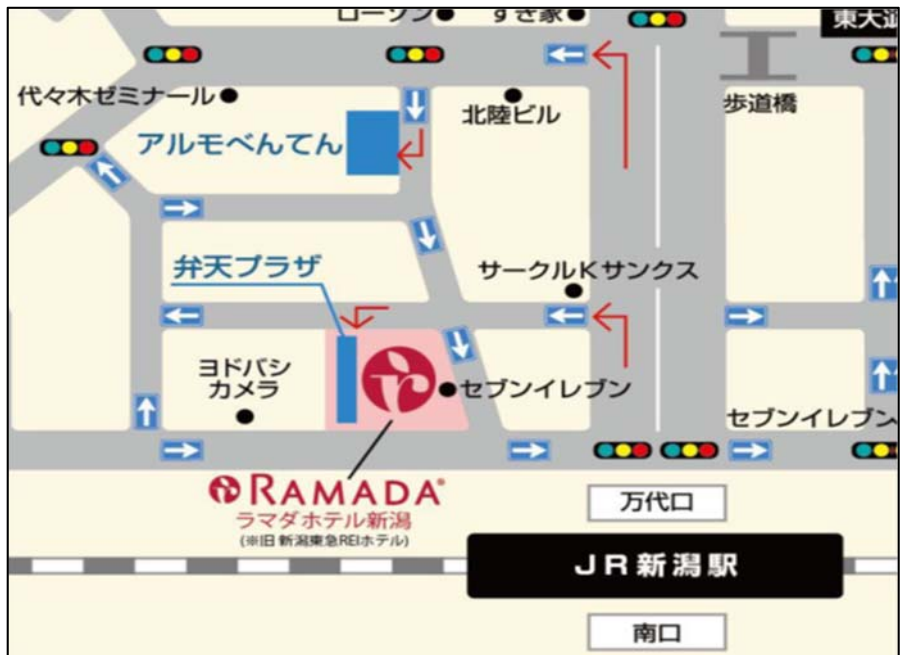 ローソン
すき家
東大通
代々木ゼミナール
北陸ビル
歩道橋
アルモべんてん
弁天プラザ
サークルKサンクス
ヨドバシ
カメラ
セブンイレブン
セブンイレブン
RAMADA®
ラマダホテル新潟
(※旧 新潟東急REIホテル)
万代口
JR新潟駅
南口